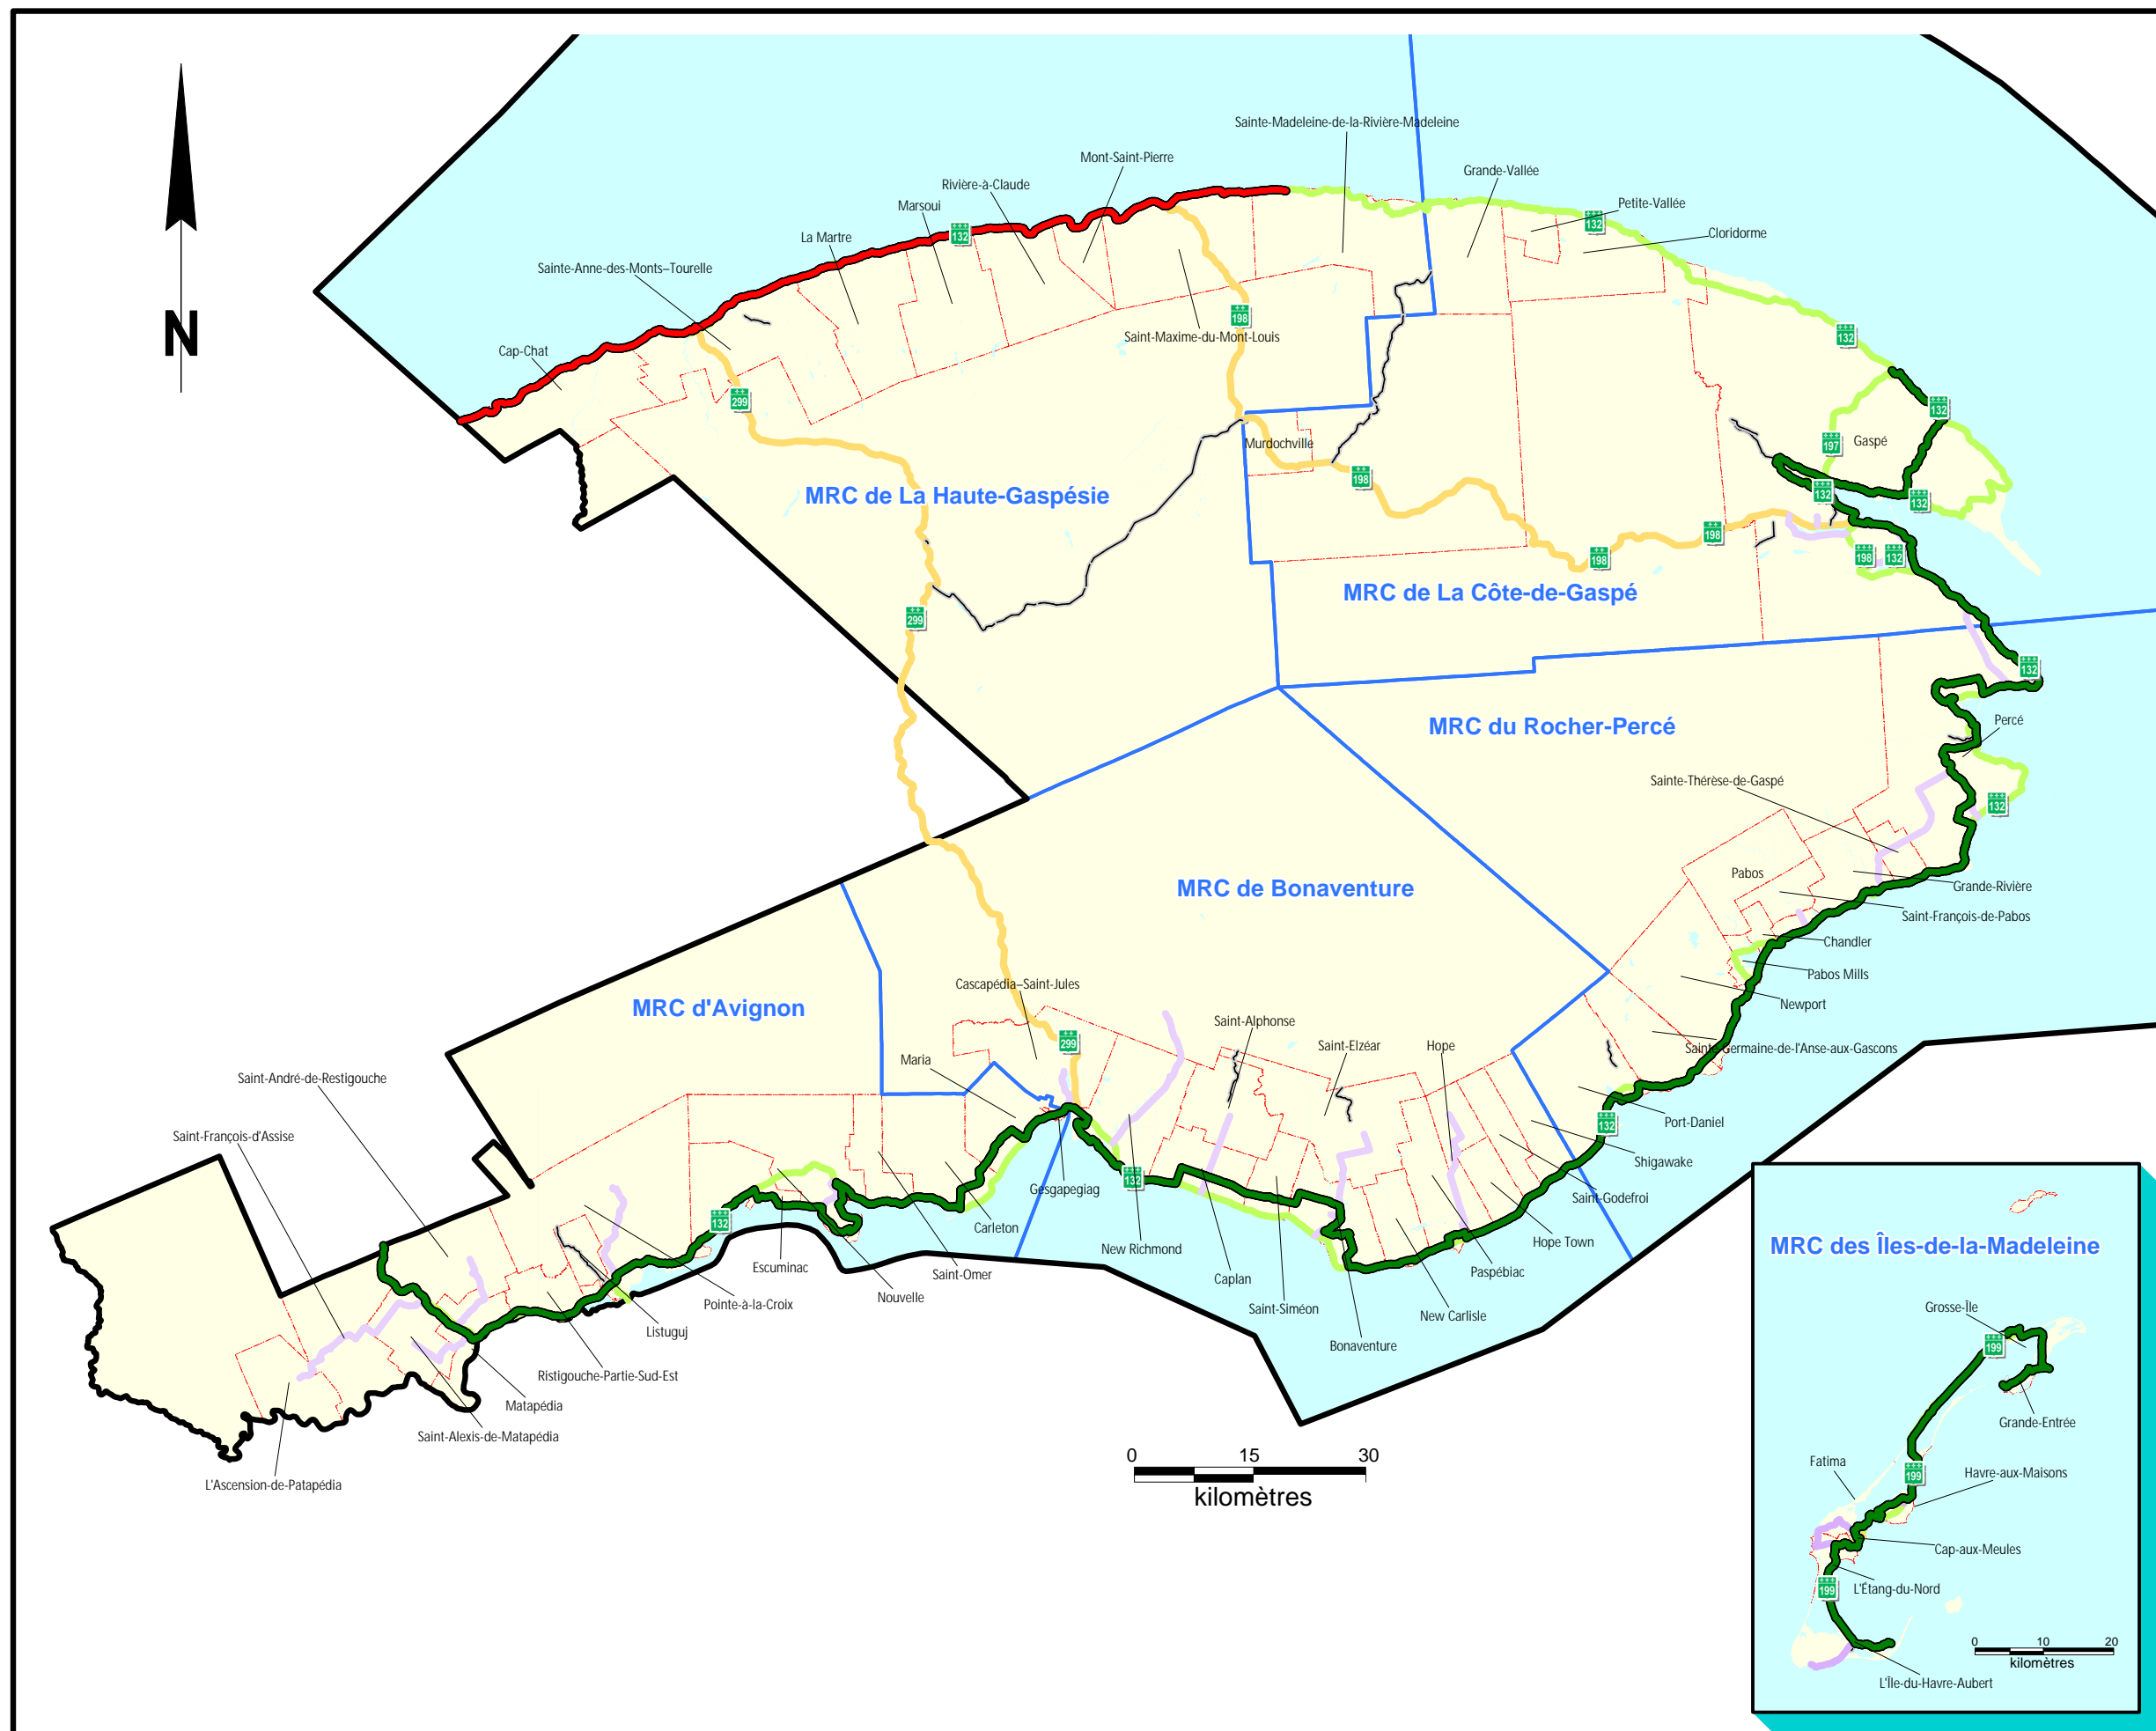 Sainte-Madeleine-de-la-Rivière-Madeleine
Mont-Saint-Pierre
Grande-Vallée
Rivière-à-Claude
Marsoui
Petite-Vallée
132
132
La Martre
Cloridorme
Sainte-Anne-des-Monts–Tourelle
N
198
Saint-Maxime-du-Mont-Louis
132
Cap-Chat
299
132
Murdochville
197
Gaspé
198
132
132
MRC de La Haute-Gaspésie
198
198
198
132
MRC de La Côte-de-Gaspé
299
132
MRC du Rocher-Percé
Percé
Sainte-Thérèse-de-Gaspé
132
Pabos
MRC de Bonaventure
Grande-Rivière
Saint-François-de-Pabos
Chandler
Pabos Mills
Cascapédia–Saint-Jules
MRC d'Avignon
Newport
Saint-Alphonse
299
Saint-Elzéar
Hope
Sainte-Germaine-de-l'Anse-aux-Gascons
Maria
Saint-André-de-Restigouche
Port-Daniel
132
Saint-François-d'Assise
Shigawake
132
Gesgapegiag
Saint-Godefroi
132
Carleton
Hope Town
New Richmond
MRC des Îles-de-la-Madeleine
Escuminac
Saint-Omer
Caplan
Paspébiac
Nouvelle
Pointe-à-la-Croix
Saint-Siméon
New Carlisle
Grosse-Île
Listuguj
Bonaventure
199
Ristigouche-Partie-Sud-Est
Matapédia
Grande-Entrée
Saint-Alexis-de-Matapédia
0 15 30
kilomètres
Fatima
199
Havre-aux-Maisons
L'Ascension-de-Patapédia
Cap-aux-Meules
199
L'Étang-du-Nord
0 10 20
kilomètres
L'Île-du-Havre-Aubert